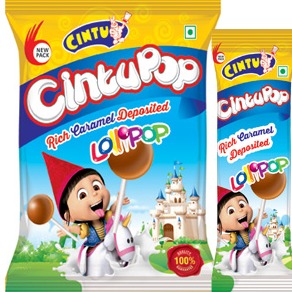 NEW
PACK
CINTU
CintuPop
Rich Caramel Deposited
LolliPOP
100%
CINTU
CintuPop
Rich Caramel
Deposited
LolliPOP